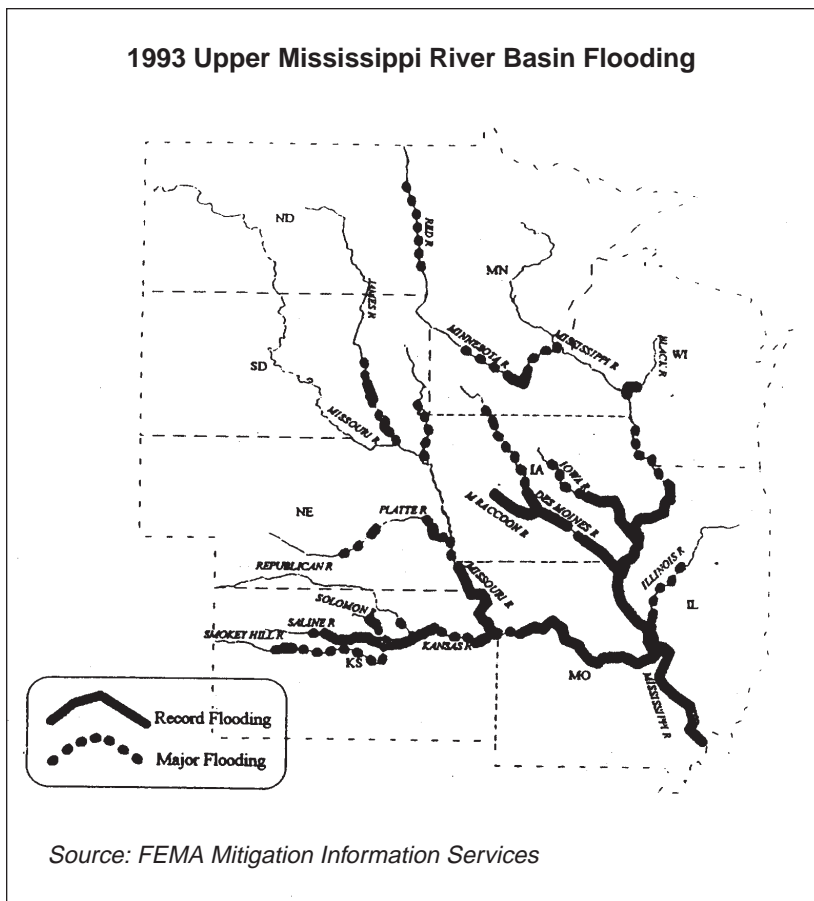 1993 Upper Mississippi River Basin Flooding
ND
RED R
MN
JAMES R
MINNESOTA R
MISSISSIPPI R
BLACK R
WI
SD
MISSOURI R
IA
IOWA R
DES MOINES R
M RACCOON R
NE
PLATTE R
REPUBLICAN R
MISSOURI R
ILLINOIS R
IL
SOLOMON R
SALINE R
SMOKEY HILL R
KANSAS R
KS
MO
MISSISSIPPI R
Record Flooding
Major Flooding
Source: FEMA Mitigation Information Services